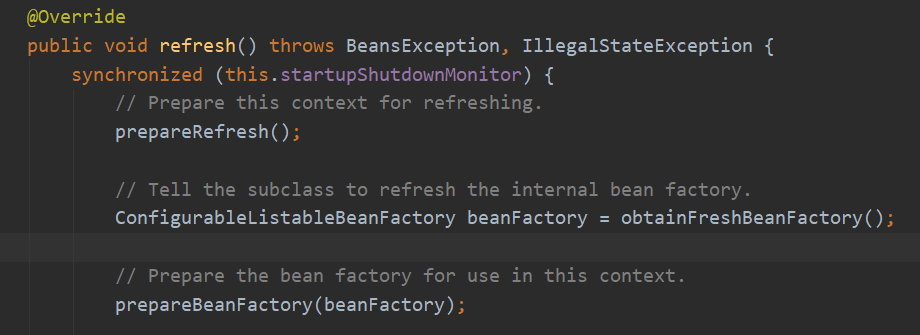 @Override
public void refresh() throws BeansException, IllegalStateException {
synchronized (this.startupShutdownMonitor) {
// Prepare this context for refreshing.
prepareRefresh();
// Tell the subclass to refresh the internal bean factory.
ConfigurableListableBeanFactory beanFactory = obtainFreshBeanFactory();
// Prepare the bean factory for use in this context.
prepareBeanFactory(beanFactory);